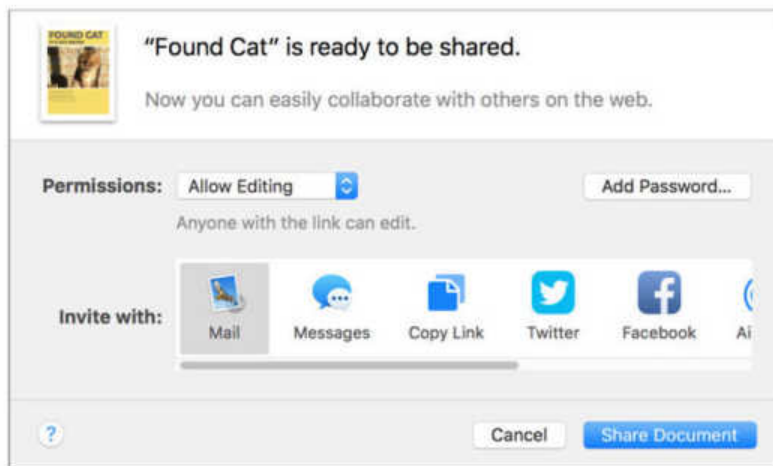 FOUND CAT
“Found Cat” is ready to be shared.
Now you can easily collaborate with others on the web.
Permissions: Allow Editing Add Password...
Anyone with the link can edit.
Invite with: Mail Messages Copy Link Twitter Facebook Ai
? Cancel Share Document